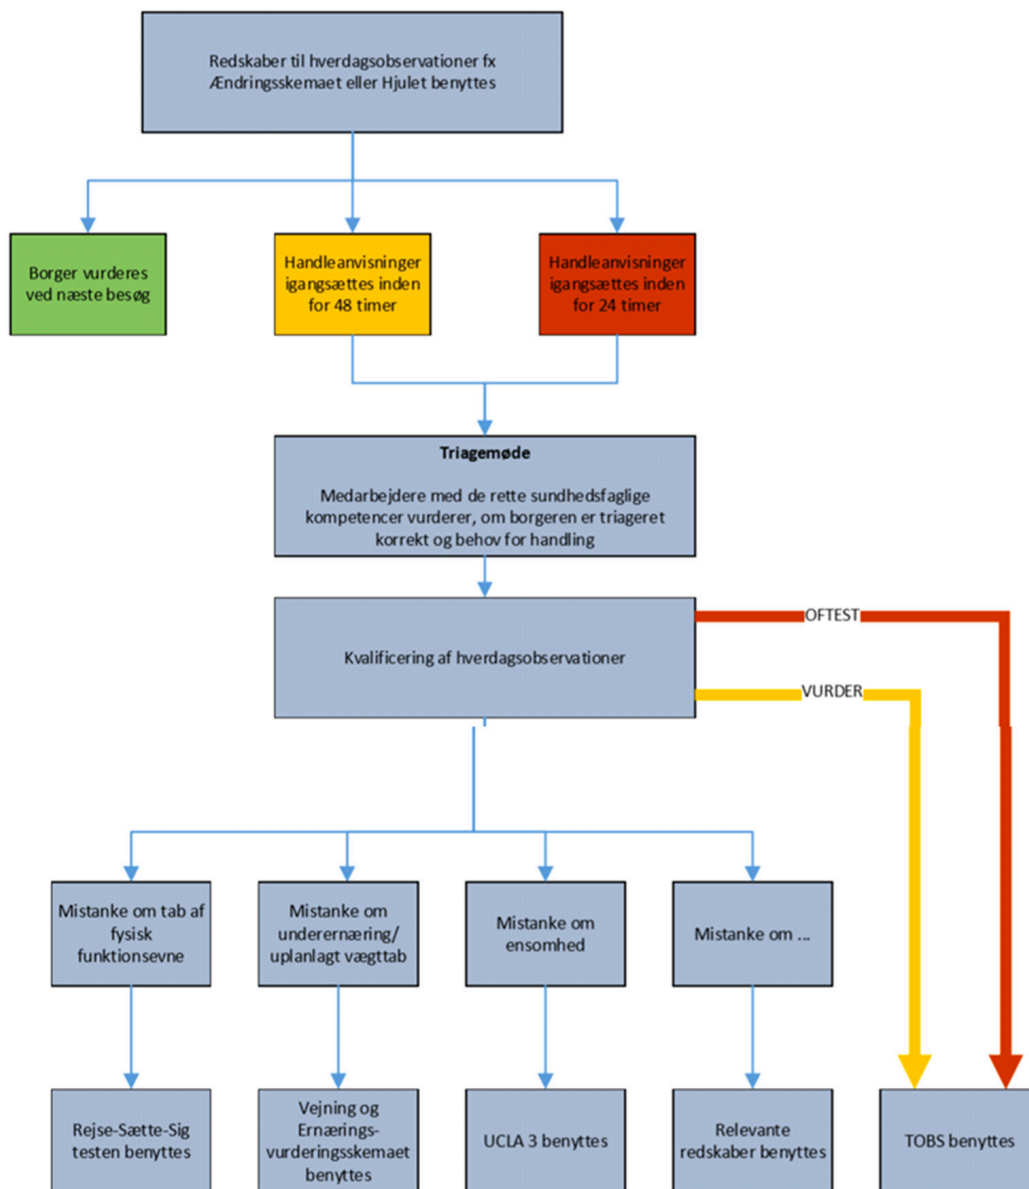 Redskaber til hverdagsobservationer fx
Ændringsskemaet eller Hjulet benyttes
Borger vurderes
ved næste besøg
Handleanvisninger
igangsættes inden
for 48 timer
Handleanvisninger
igangsættes inden
for 24 timer
Triagemøde
Medarbejdere med de rette sundhedsfaglige
kompetencer vurderer, om borgeren er triageret
korrekt og behov for handling
Kvalificering af hverdagsobservationer
OFTEST
VURDER
Mistanke om tab af
fysisk
funktionsevne
Mistanke om
underernæring/
uplanlagt vægttab
Mistanke om
ensomhed
Mistanke om ...
Rejse-Sætte-Sig
testen benyttes
Vejning og
Ernærings-
vurderingsskemaet
benyttes
UCLA 3 benyttes
Relevante
redskaber benyttes
TOBS benyttes